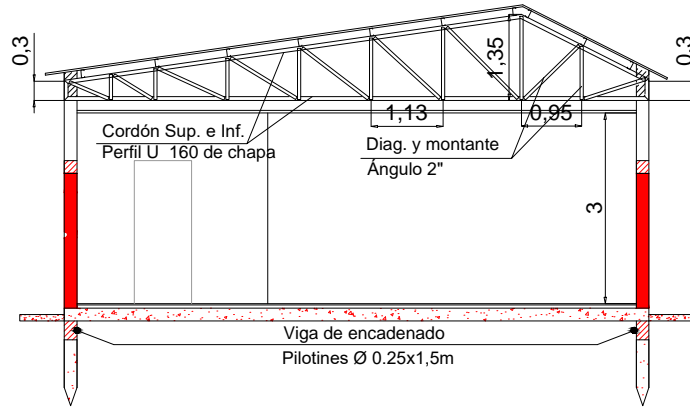 0,3
1,35
0,3
1,13
0,95
Cordón Sup. e Inf.
Perfil U 160 de chapa
Diag. y montante
Ángulo 2"
3
Viga de encadenado
Pilotines Ø 0.25x1,5m